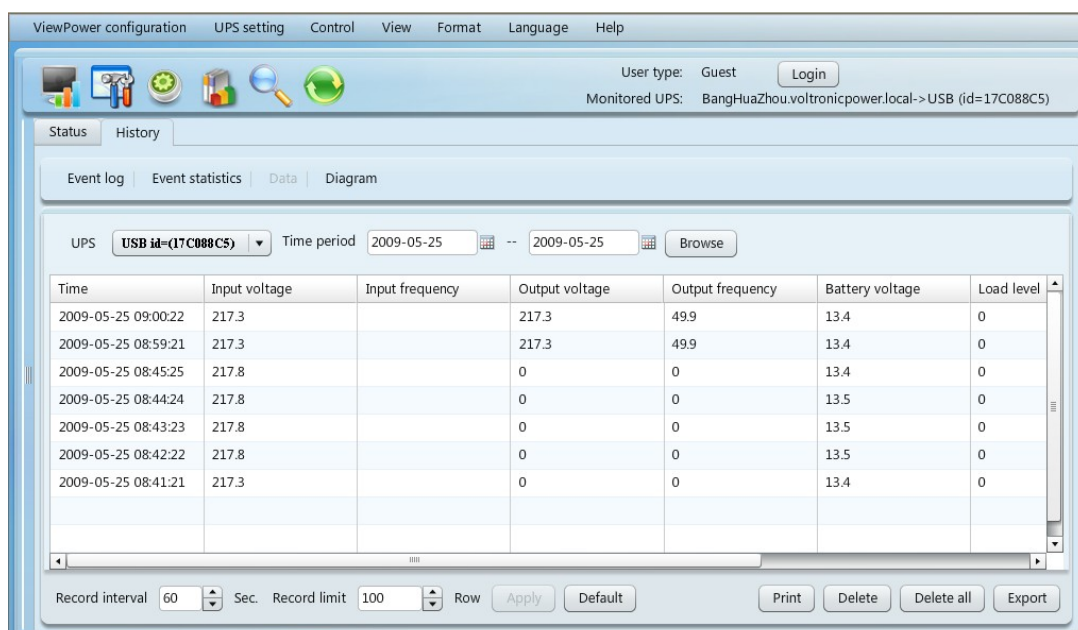 ViewPower configuration UPS setting Control View Format Language Help
User type: Guest Login
Monitored UPS: BangHuaZhou.voltronicpower.local->USB (id=17C088C5)
Status History
Event log Event statistics Data Diagram
UPS USB id=(17C088C5) Time period 2009-05-25 -- 2009-05-25 Browse
Time Input voltage Input frequency Output voltage Output frequency Battery voltage Load level
2009-05-25 09:00:22 217.3 217.3 49.9 13.4 0
2009-05-25 08:59:21 217.3 217.3 49.9 13.4 0
2009-05-25 08:45:25 217.8 0 0 13.4 0
2009-05-25 08:44:24 217.8 0 0 13.5 0
2009-05-25 08:43:23 217.8 0 0 13.5 0
2009-05-25 08:42:22 217.8 0 0 13.5 0
2009-05-25 08:41:21 217.3 0 0 13.4 0
Record interval 60 Sec. Record limit 100 Row Apply Default Print Delete Delete all Export